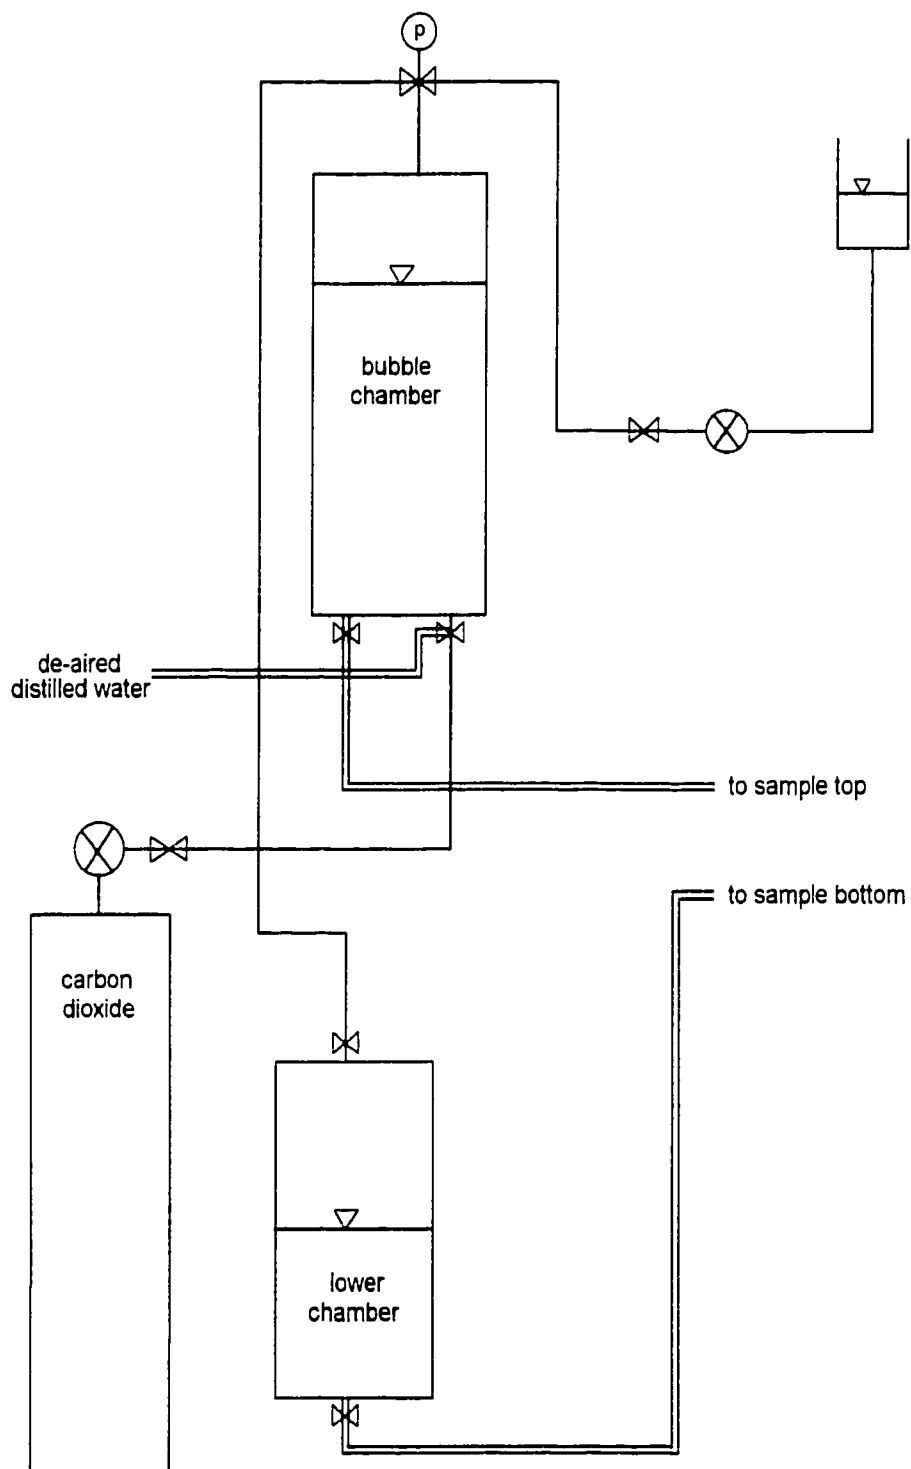 p
bubble
chamber
de-aired
distilled water
to sample top
to sample bottom
carbon
dioxide
lower
chamber